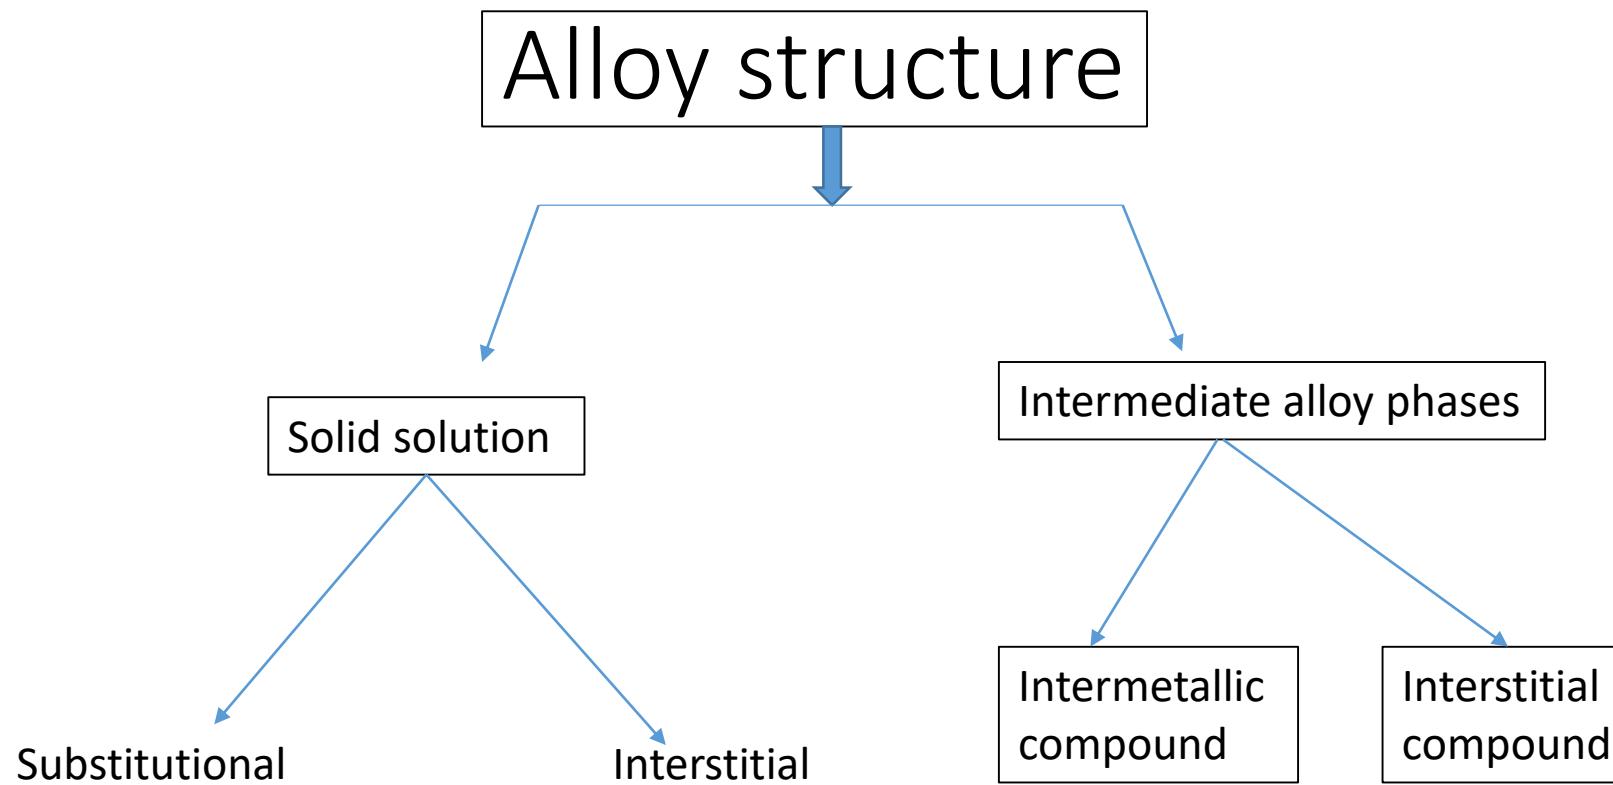 Alloy structure
Solid solution
Intermediate alloy phases
Substitutional
Interstitial
Intermetallic
compound
Interstitial
compound